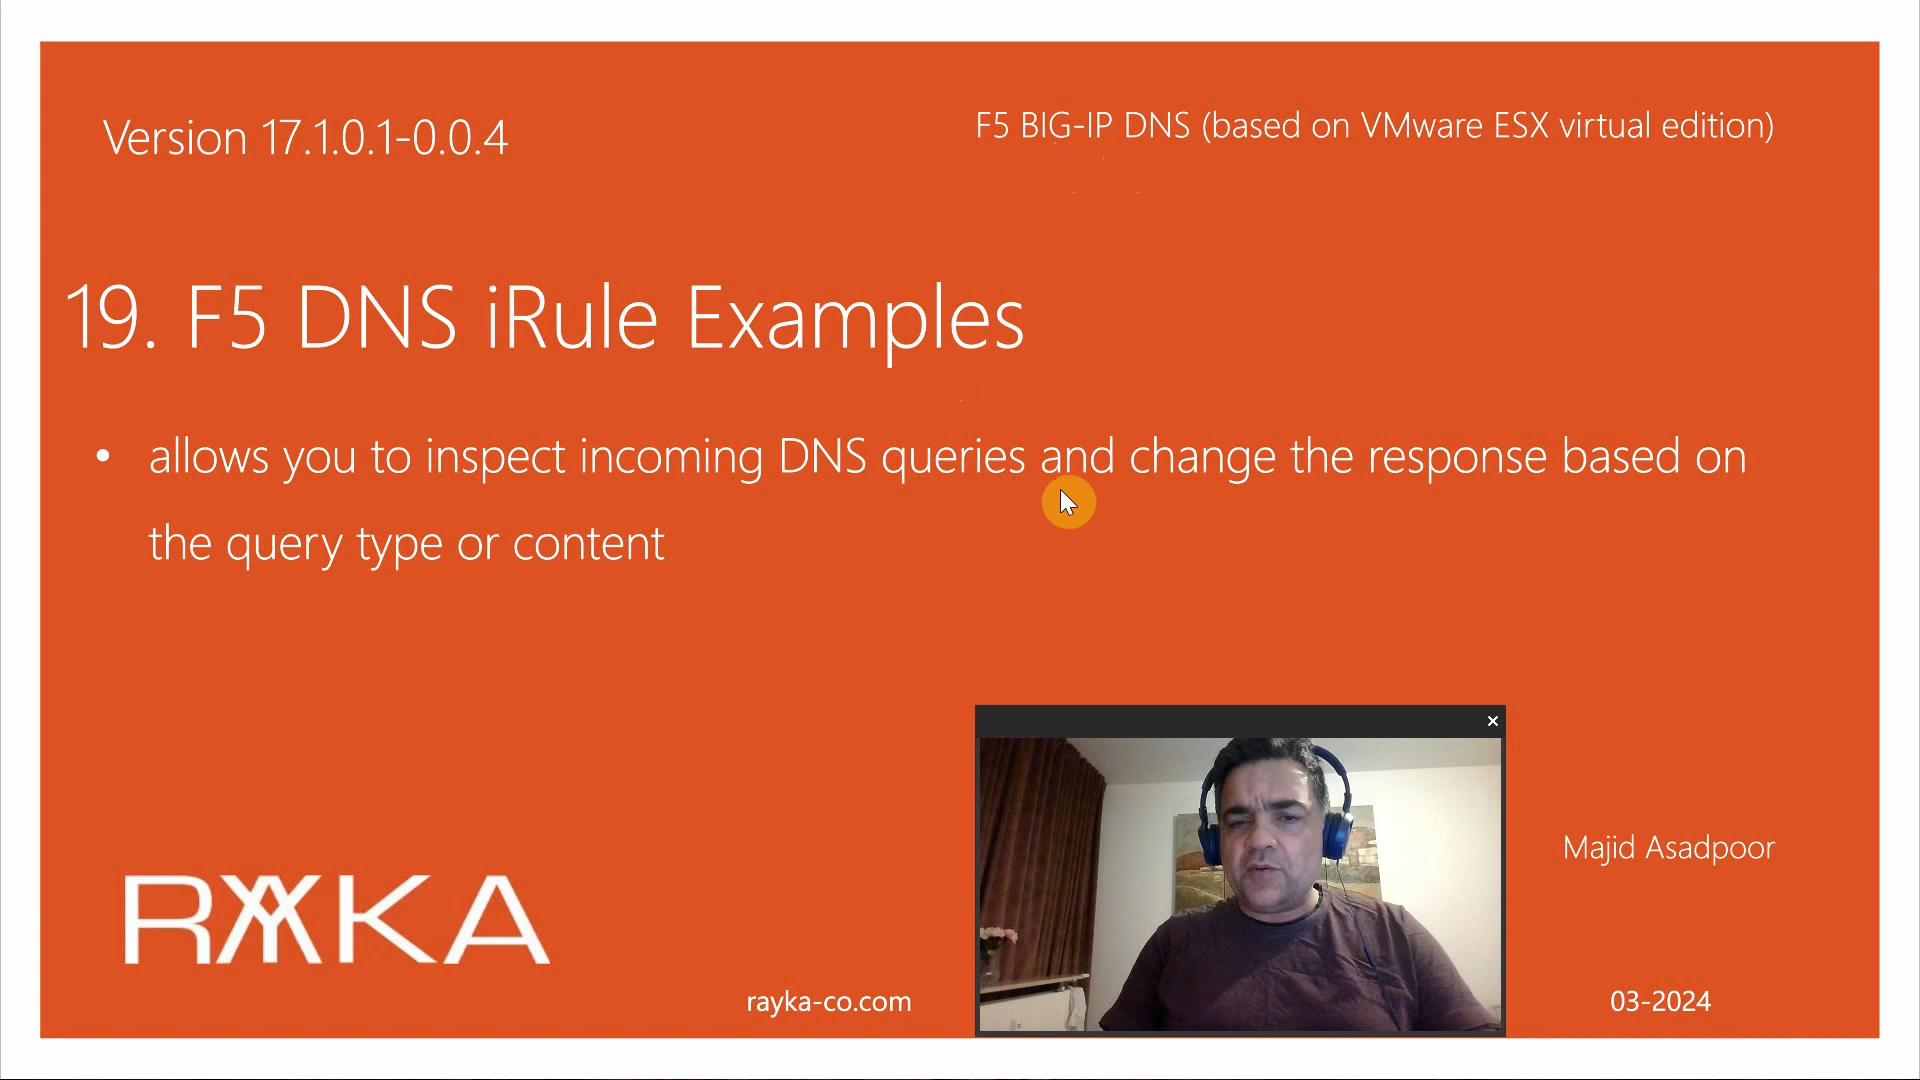 Version 17.1.0.1-0.0.4
F5 BIG-IP DNS (based on VMware ESX virtual edition)
19. F5 DNS iRule Examples
• allows you to inspect incoming DNS queries and change the response based on
the query type or content
RAYKA
Majid Asadpoor
rayka-co.com
03-2024